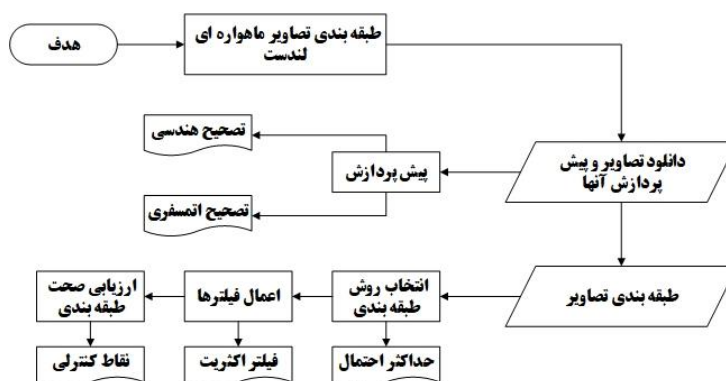 هدف
طبقه بندی تصاویر ماهواره ای
لندست
دانلود تصاویر و پیش
پردازش آنها
پیش پردازش
تصحیح هندسی
تصحیح اتمسفری
طبقه بندی تصاویر
انتخاب روش
طبقه بندی
اعمال فیلترها
ارزیابی صحت
طبقه بندی
حداکثر احتمال
فیلتر اکثریت
نقاط کنترلی